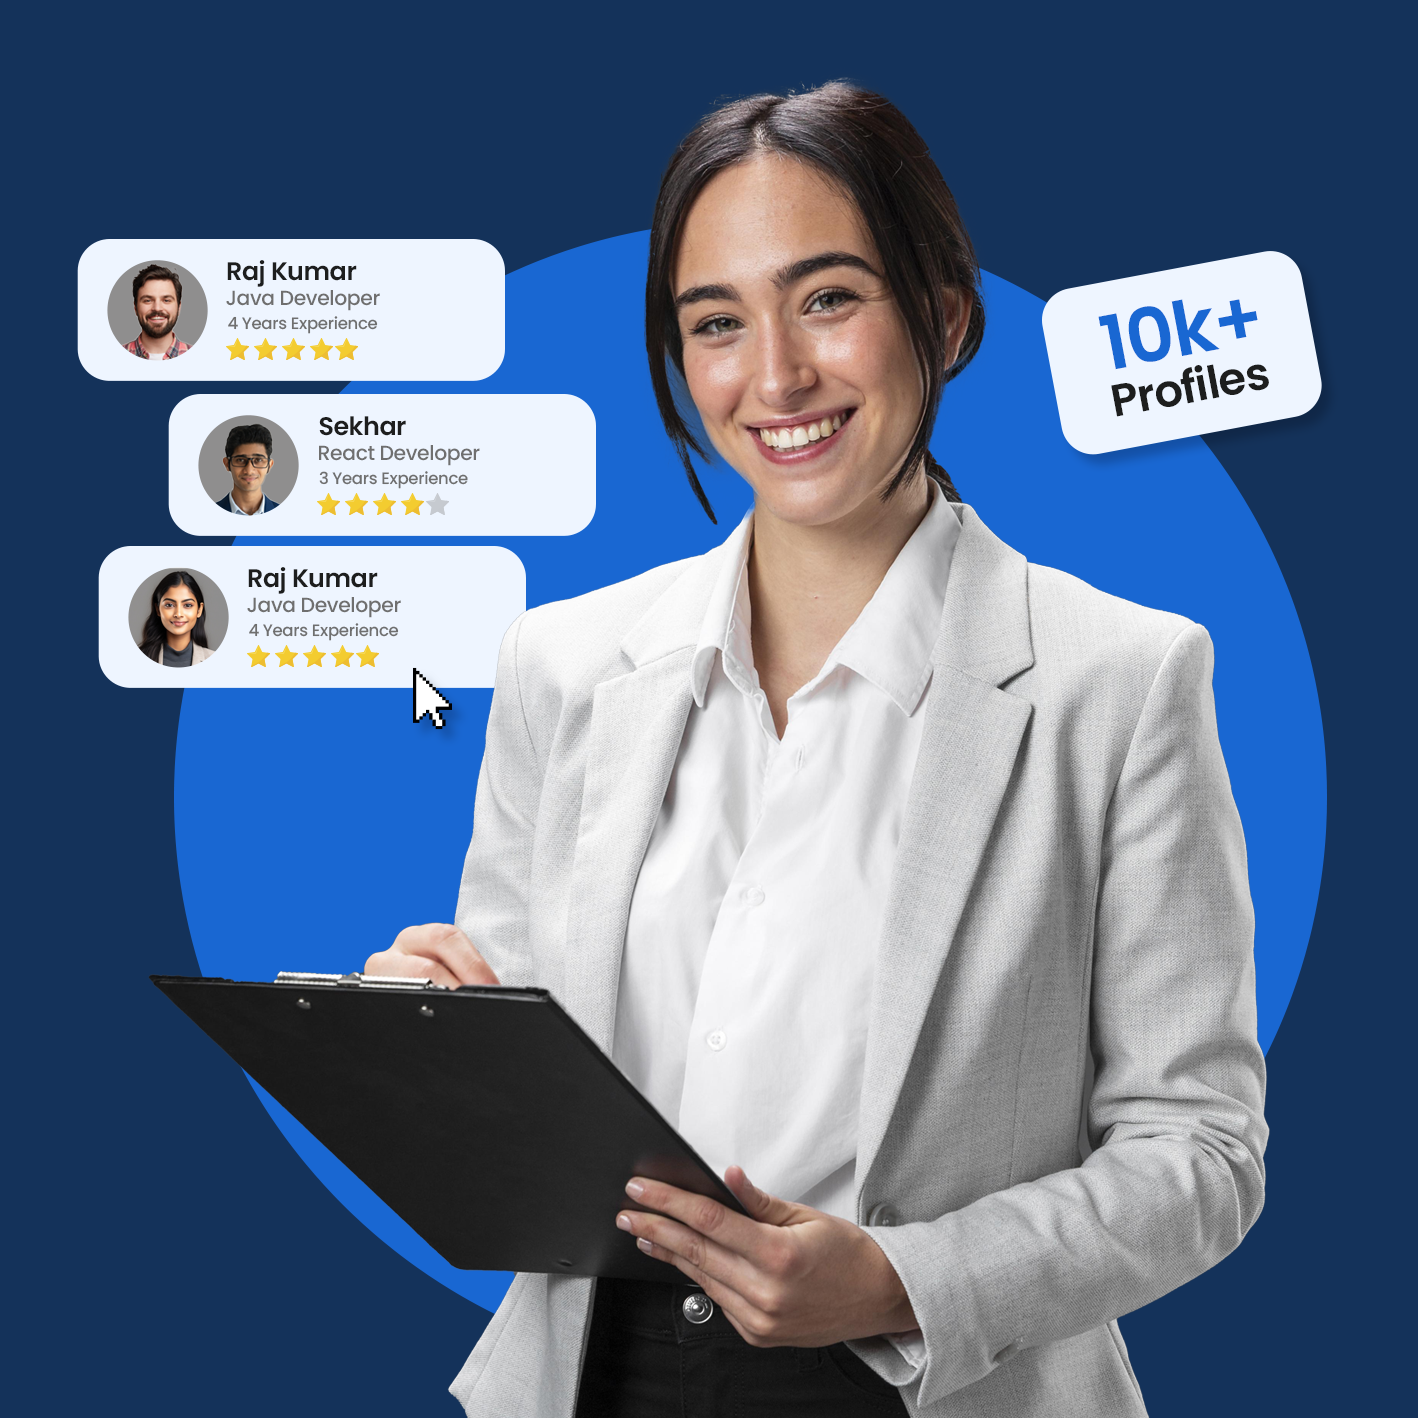 Raj Kumar
Java Developer
4 Years Experience
Sekhar
React Developer
3 Years Experience
Raj Kumar
Java Developer
4 Years Experience
10k+
Profiles